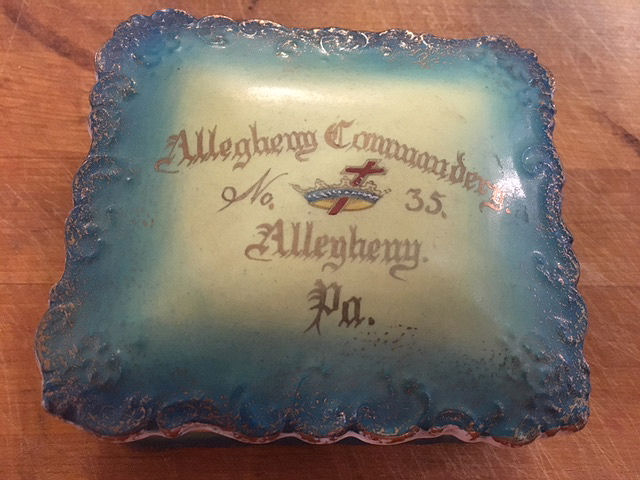 Allegheny Commandery.
No. 35.
Allegheny.
Pa.